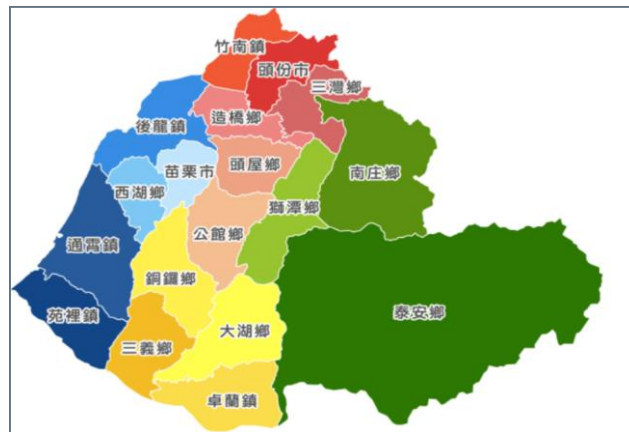 竹南鎮
頭份市
三灣鄉
造橋鄉
後龍鎮
苗栗市
頭屋鄉
南庄鄉
西湖鄉
獅潭鄉
公館鄉
通霄鎮
銅鑼鄉
苑裡鎮
泰安鄉
大湖鄉
三義鄉
卓蘭鎮